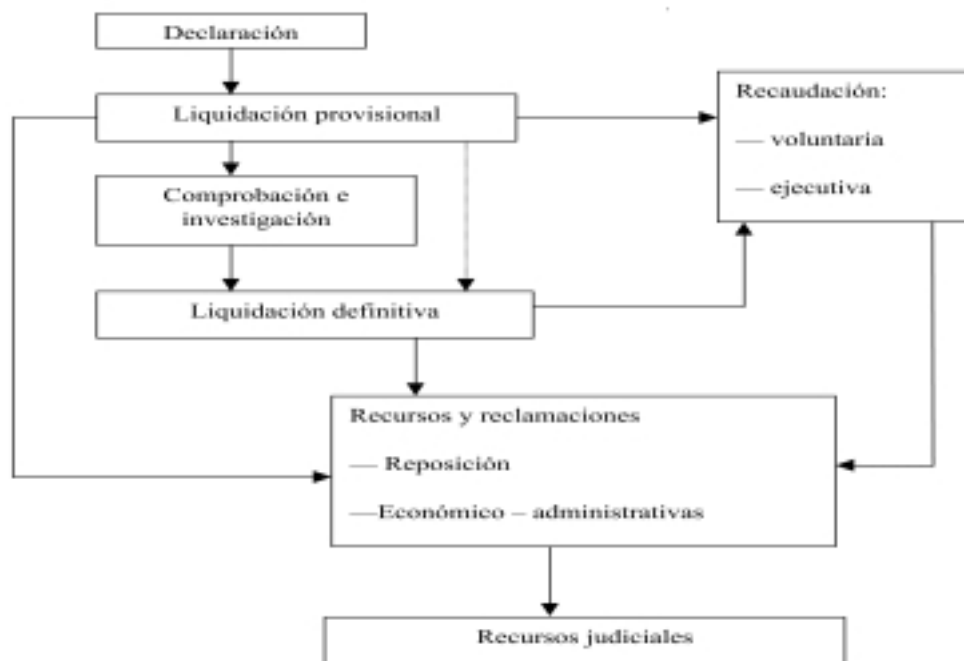 Declaración
Liquidación provisional
Recaudación:
— voluntaria
— ejecutiva
Comprobación e
investigación
Liquidación definitiva
Recursos y reclamaciones
— Reposición
—Económico – administrativas
Recursos judiciales